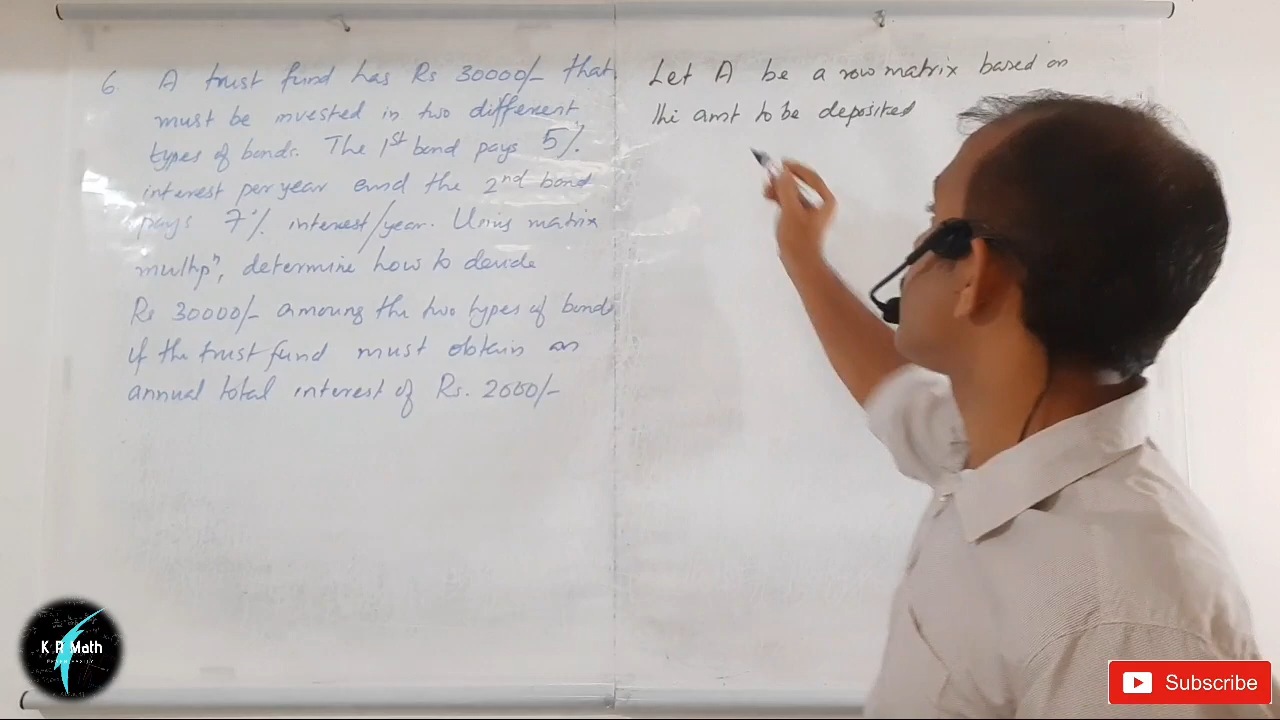 6. A trust fund has Rs 30000/- that
must be invested in two different
types of bonds. The 1st bond pays 5%
interest per year and the 2nd bond
pays 7% interest/year. Using matrix
multipn, determine how to devide
Rs 30000/- among the two types of bonds
if the trust fund must obtain an
annual total interest of Rs. 2000/-
Let A be a row matrix based on
the amt to be deposited
K R Math
Subscribe